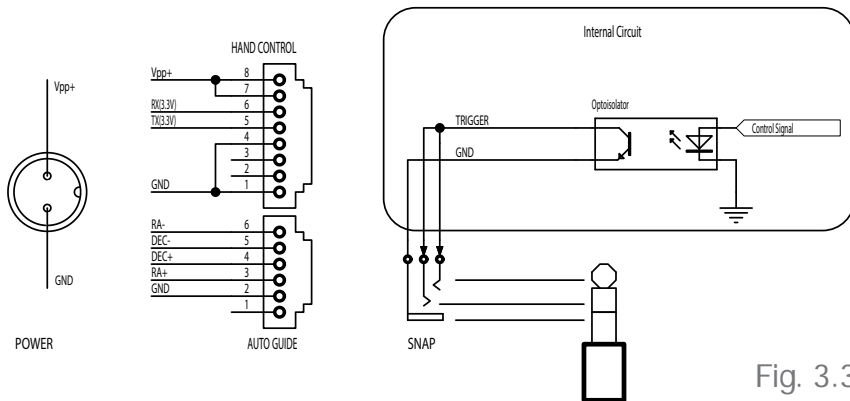 Vpp+
GND
POWER
HAND CONTROL
Vpp+ 8
7
RX(3.3V) 6
TX(3.3V) 5
4
3
2
GND 1
RA- 6
DEC- 5
DEC+ 4
RA+ 3
GND 2
1
AUTO GUIDE
Internal Circuit
Optoisolator
TRIGGER
Control Signal
GND
SNAP
Fig. 3.3